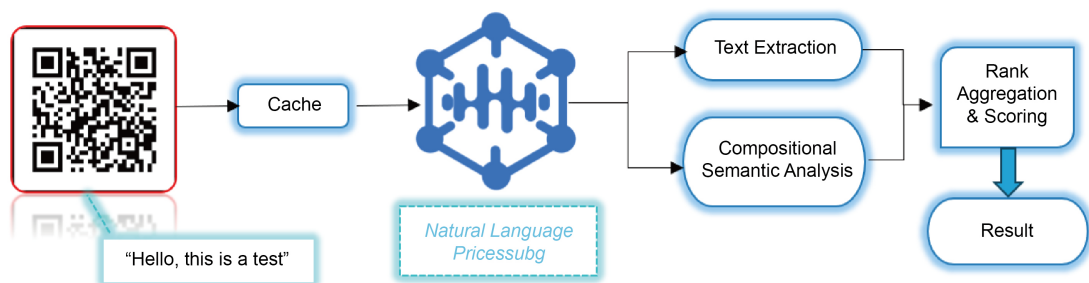 “Hello, this is a test”
Cache
Natural Language
Pricessubg
Text Extraction
Compositional
Semantic Analysis
Rank
Aggregation
& Scoring
Result